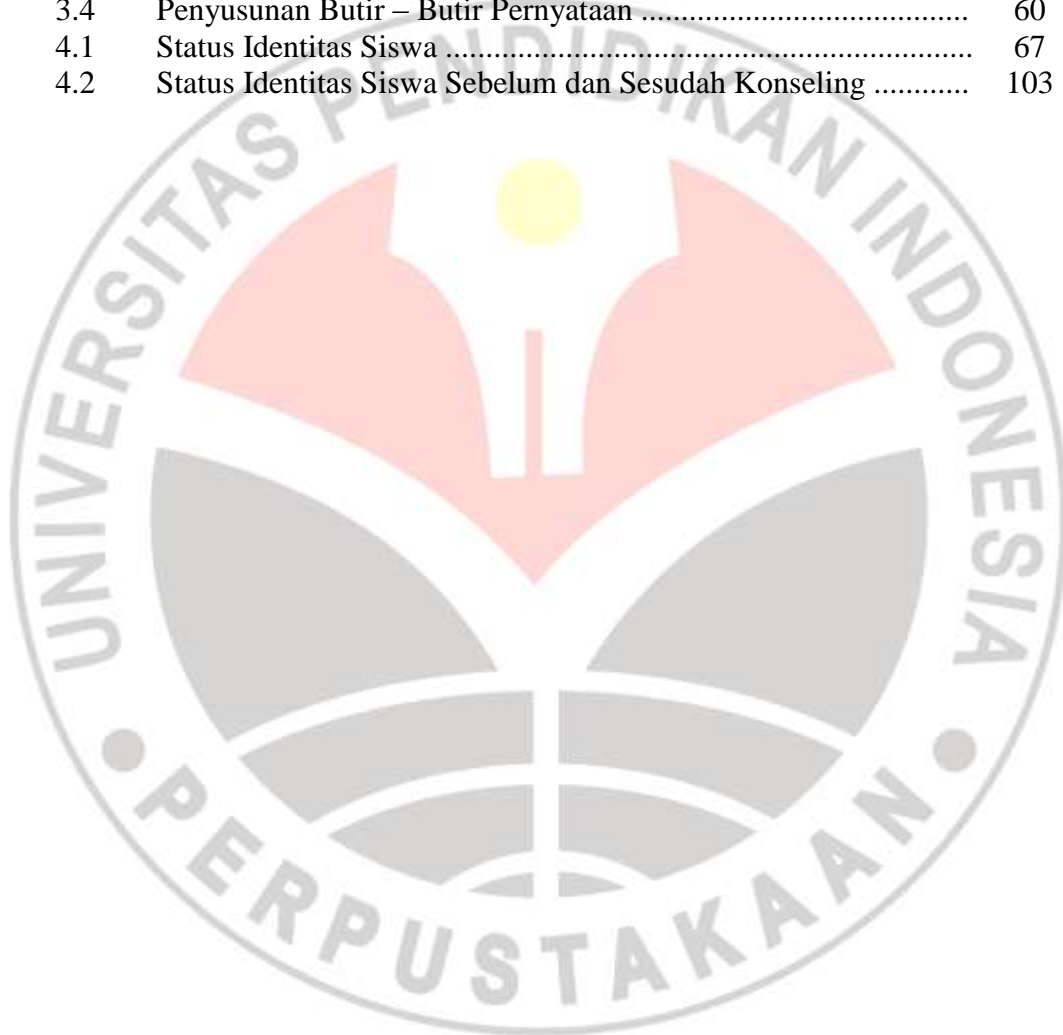 3.4 Penyusunan Butir – Butir Pernyataan ..................................... 60
4.1 Status Identitas Siswa ............................................................ 67
4.2 Status Identitas Siswa Sebelum dan Sesudah Konseling ........... 103
UNIVERSITAS PENDIDIKAN INDONESIA
PERPUSTAKAAN